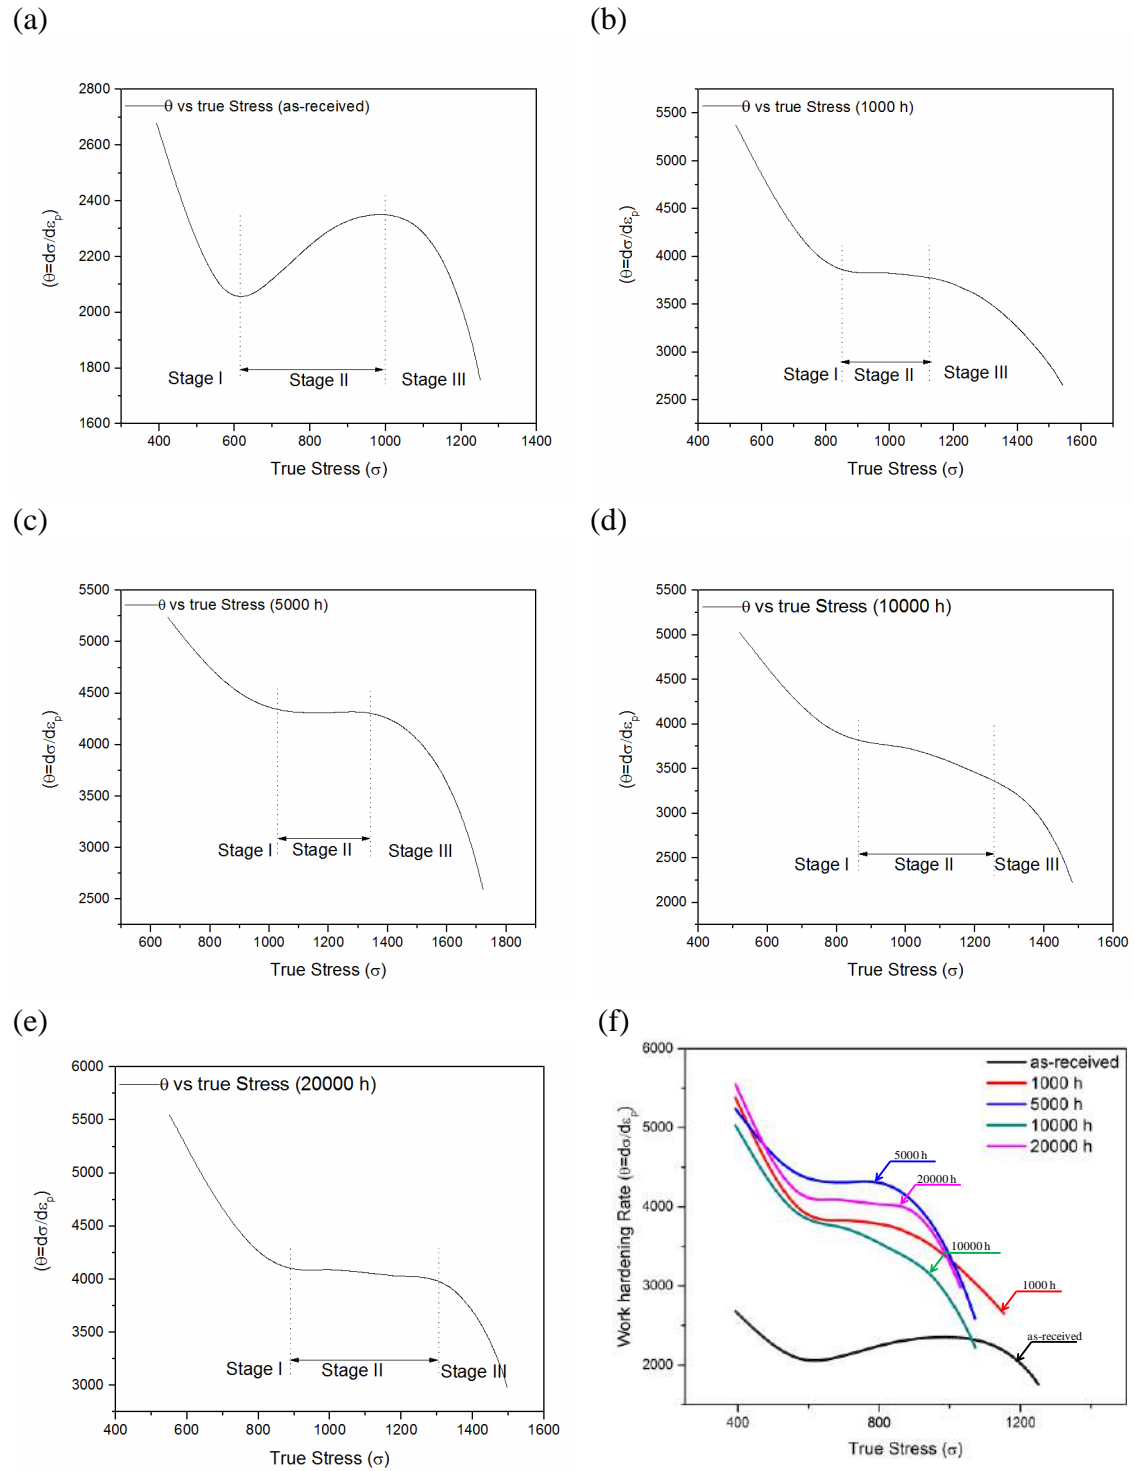 (a)
θ vs true Stress (as-received)
(θ=dσ/dεp)
2800
2600
2400
2200
2000
1800
1600
Stage I
Stage II
Stage III
400 600 800 1000 1200 1400
True Stress (σ)
(b)
θ vs true Stress (1000 h)
(θ=dσ/dεp)
5500
5000
4500
4000
3500
3000
2500
Stage I
Stage II
Stage III
400 600 800 1000 1200 1400 1600
True Stress (σ)
(c)
θ vs true Stress (5000 h)
(θ=dσ/dεp)
5500
5000
4500
4000
3500
3000
2500
Stage I
Stage II
Stage III
600 800 1000 1200 1400 1600 1800
True Stress (σ)
(d)
θ vs true Stress (10000 h)
(θ=dσ/dεp)
5500
5000
4500
4000
3500
3000
2500
2000
Stage I
Stage II
Stage III
400 600 800 1000 1200 1400 1600
True Stress (σ)
(e)
θ vs true Stress (20000 h)
(θ=dσ/dεp)
6000
5500
5000
4500
4000
3500
3000
Stage I
Stage II
Stage III
400 600 800 1000 1200 1400 1600
True Stress (σ)
(f)
Work hardening Rate (θ=dσ/dεp)
6000
5000
4000
3000
2000
as-received
1000 h
5000 h
10000 h
20000 h
5000 h
20000 h
10000 h
1000 h
as-received
400 800 1200
True Stress (σ)